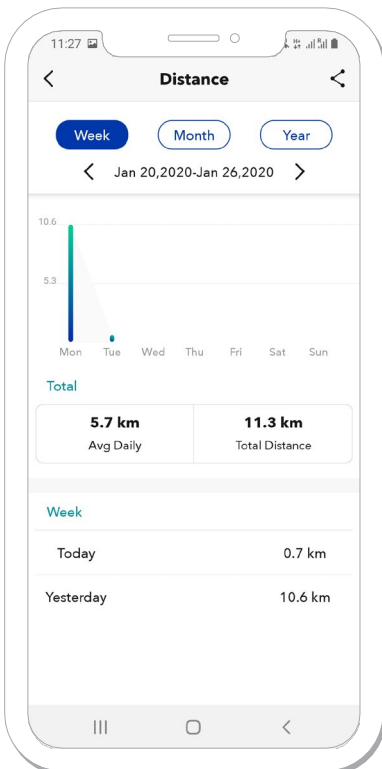 11:27
Distance
Week Month Year
Jan 20,2020-Jan 26,2020
10.6
5.3
Mon Tue Wed Thu Fri Sat Sun
Total
5.7 km 11.3 km
Avg Daily Total Distance
Week
Today 0.7 km
Yesterday 10.6 km